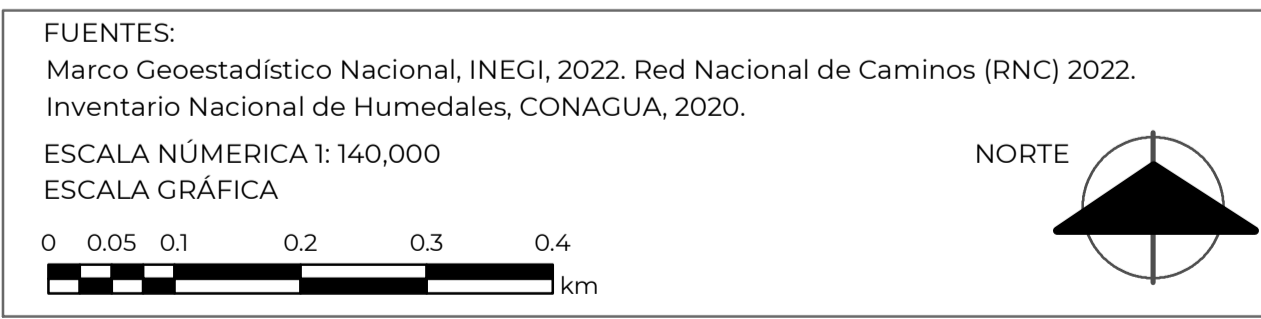 FUENTES:
Marco Geoestadístico Nacional, INEGI, 2022. Red Nacional de Caminos (RNC) 2022.
Inventario Nacional de Humedales, CONAGUA, 2020.
ESCALA NÚMERICA 1: 140,000
NORTE
ESCALA GRÁFICA
0 0.05 0.1 0.2 0.3 0.4
km